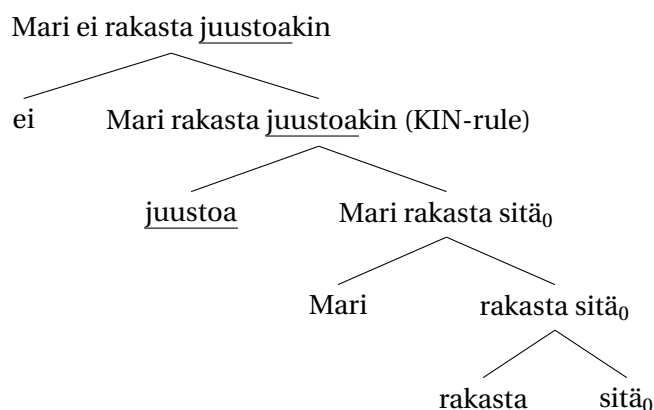 Mari ei rakasta juustoakin
ei Mari rakasta juustoakin (KIN-rule)
juustoa Mari rakasta sitä₀
Mari rakasta sitä₀
rakasta sitä₀